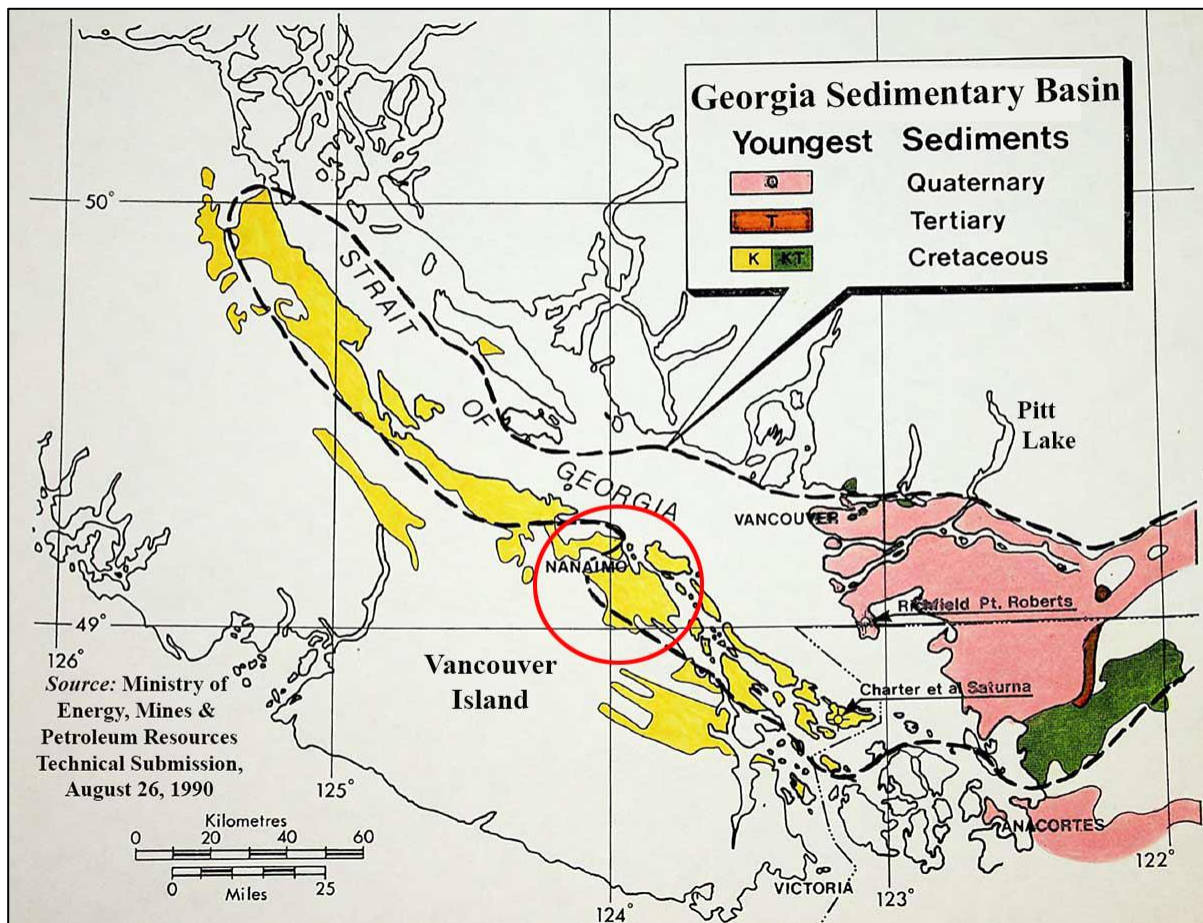 Georgia Sedimentary Basin
Youngest Sediments
Q Quaternary
T Tertiary
K KT Cretaceous
50°
STRAIT
OF
GEORGIA
Pitt
Lake
VANCOUVER
NANAIMO
Richfield Pt. Roberts
49°
126°
Vancouver
Island
Charter et al Saturna
Source: Ministry of
Energy, Mines &
Petroleum Resources
Technical Submission,
August 26, 1990
125°
Kilometres
0 20 40 60
0 25
Miles
ANACORTES
VICTORIA
124°
123°
122°